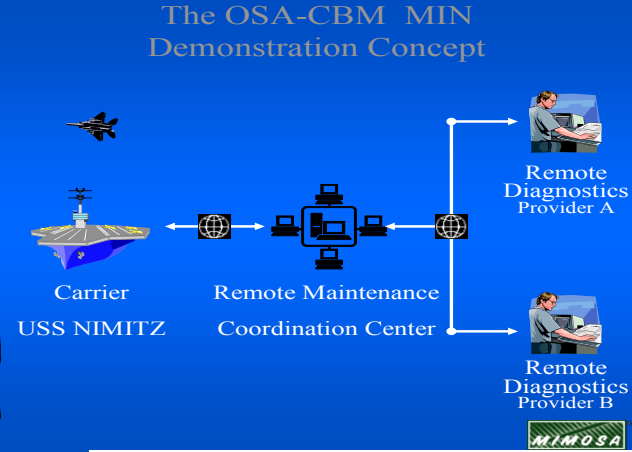 The OSA-CBM MIN
Demonstration Concept
Remote
Diagnostics
Provider A
Carrier
USS NIMITZ
Remote Maintenance
Coordination Center
Remote
Diagnostics
Provider B
MIMOSA